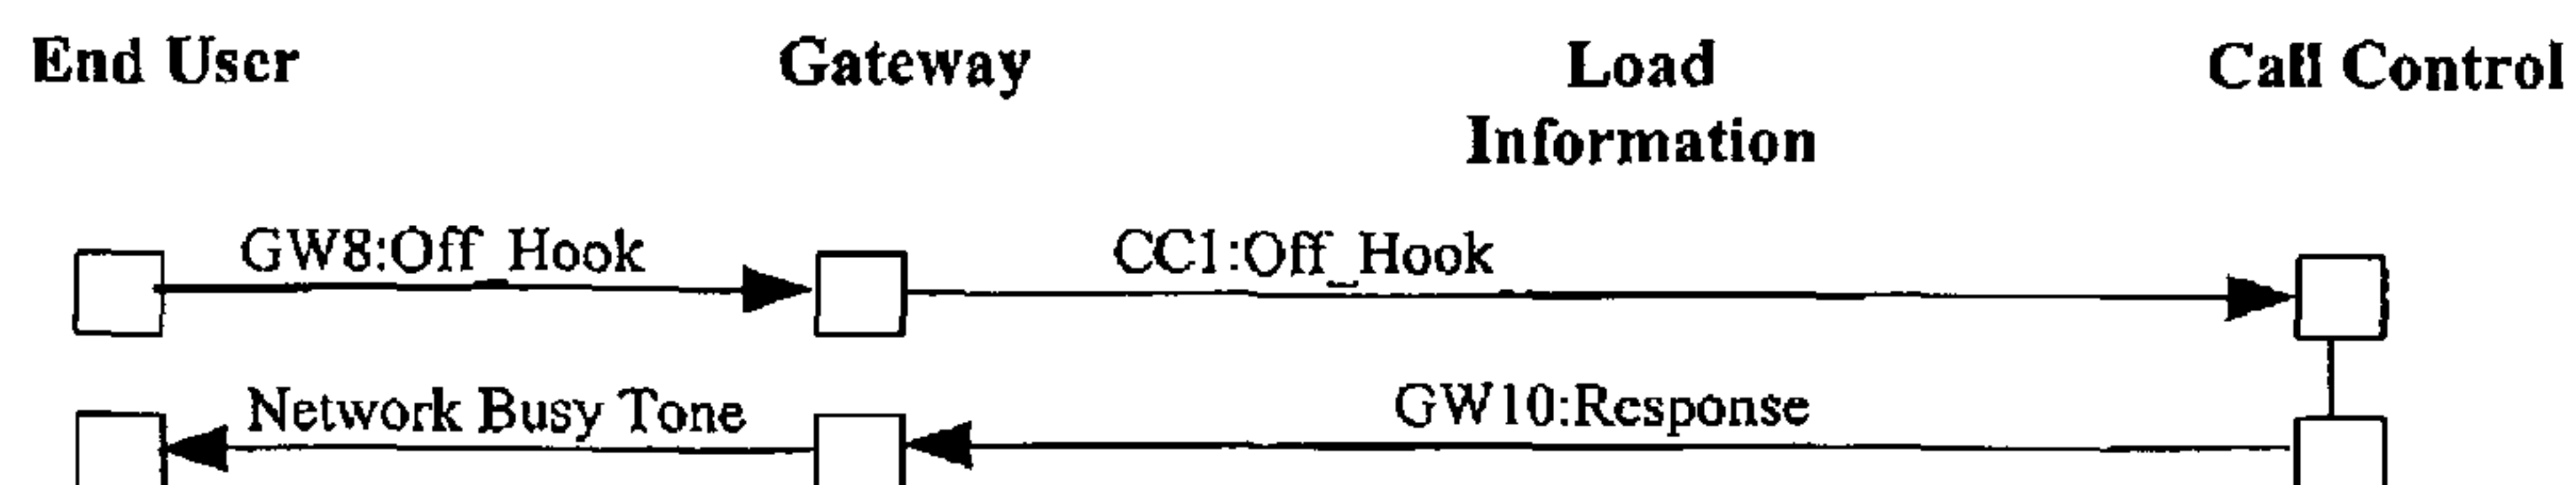 End User
Gateway
Load
Information
Call Control
GW8:Off_Hook
CC1:Off_Hook
Network Busy Tone
GW10:Response